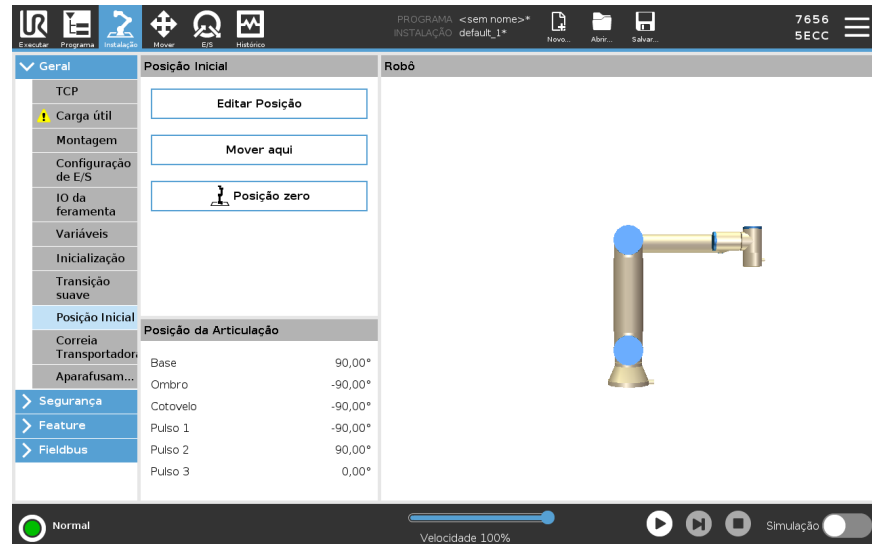 UR
Executar
Programa
Instalação
Mover
E/S
Histórico
PROGRAMA <sem nome>*
INSTALAÇÃO default_1*
Novo...
Abrir...
Salvar...
7656
5ECC
Geral
TCP
Carga útil
Montagem
Configuração
de E/S
IO da
ferramenta
Variáveis
Inicialização
Transição
suave
Posição Inicial
Correia
Transportadora
Aparafusam...
Segurança
Feature
Fieldbus
Posição Inicial
Editar Posição
Mover aqui
Posição zero
Posição da Articulação
Base 90,00°
Ombro -90,00°
Cotovelo -90,00°
Pulso 1 -90,00°
Pulso 2 90,00°
Pulso 3 0,00°
Robô
Normal
Velocidade 100%
Simulação